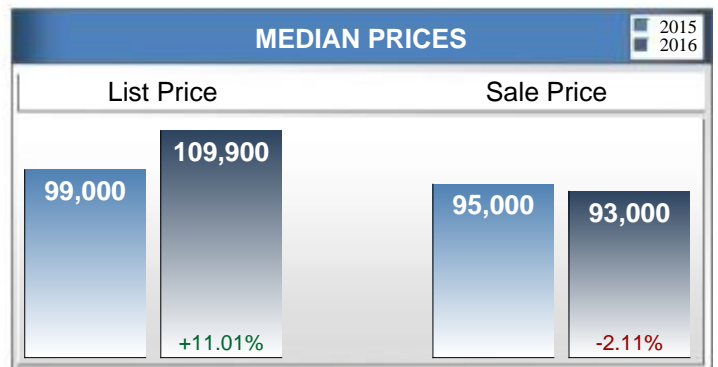 MEDIAN PRICES
2015
2016
List Price
Sale Price
99,000
109,900
+11.01%
95,000
93,000
-2.11%